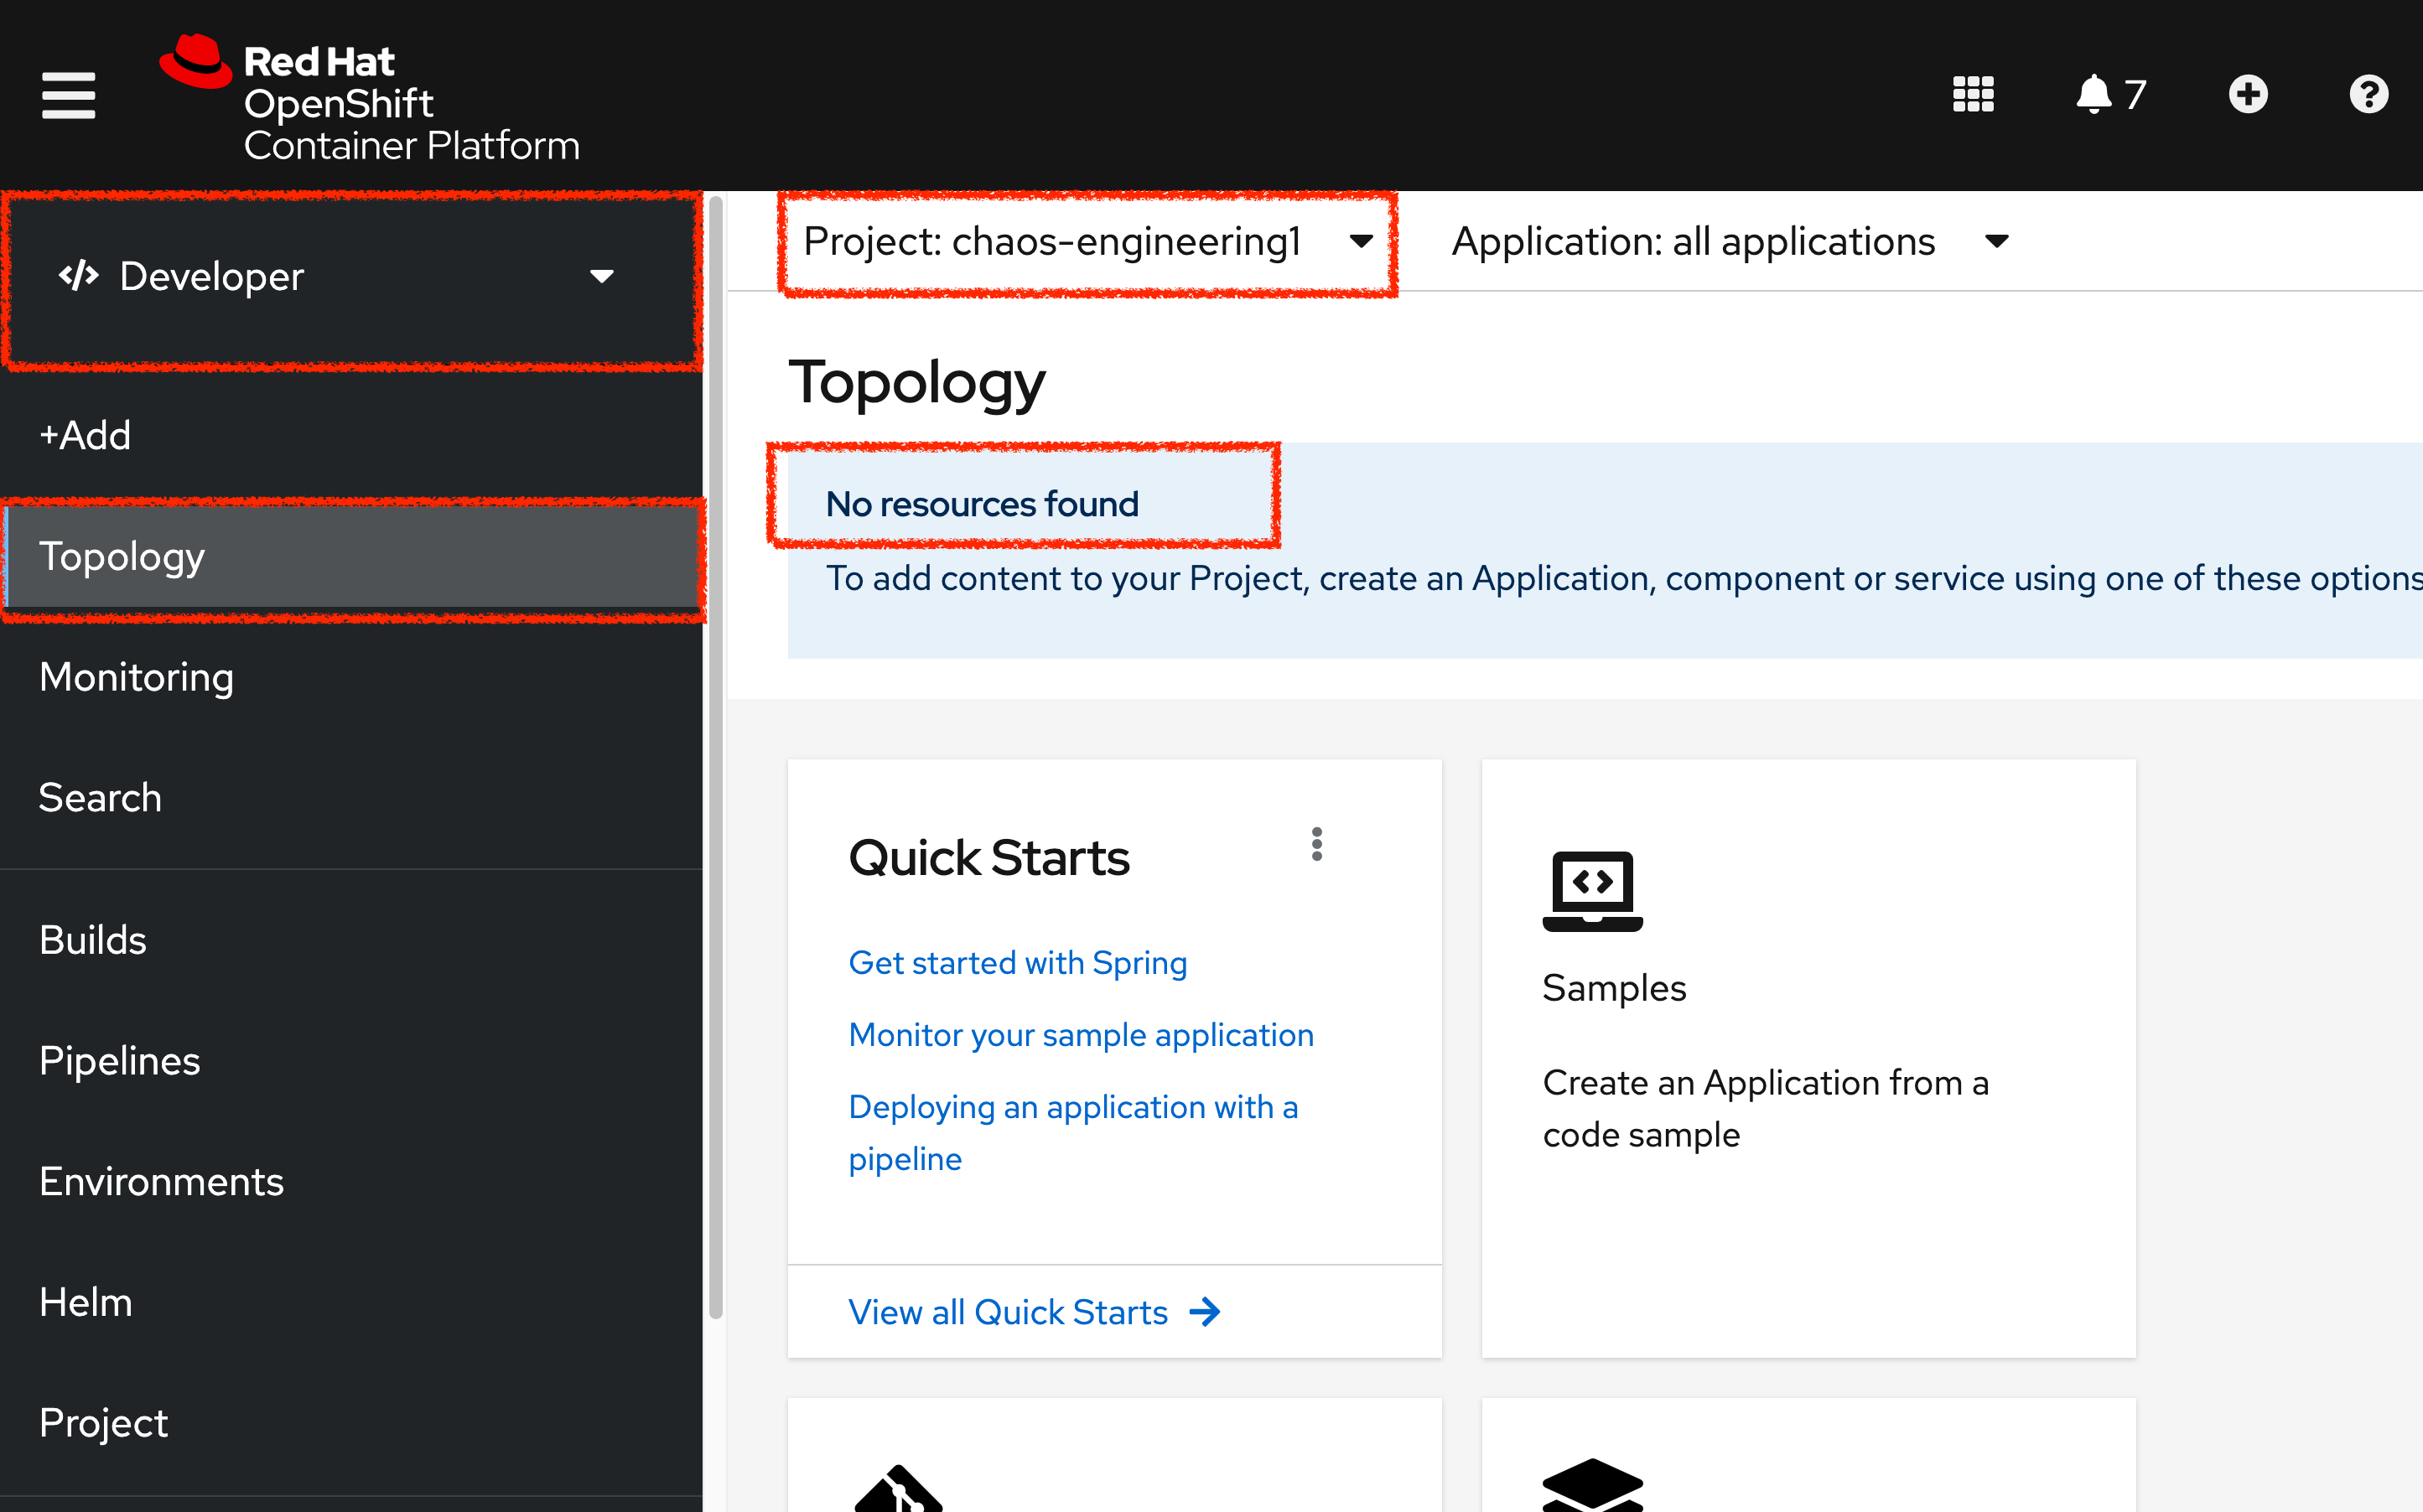 Red Hat
OpenShift
Container Platform
7
Developer
+Add
Topology
Monitoring
Search
Builds
Pipelines
Environments
Helm
Project
Project: chaos-engineering1
Application: all applications
Topology
No resources found
To add content to your Project, create an Application, component or service using one of these options
Quick Starts
Get started with Spring
Monitor your sample application
Deploying an application with a
pipeline
View all Quick Starts
Samples
Create an Application from a
code sample